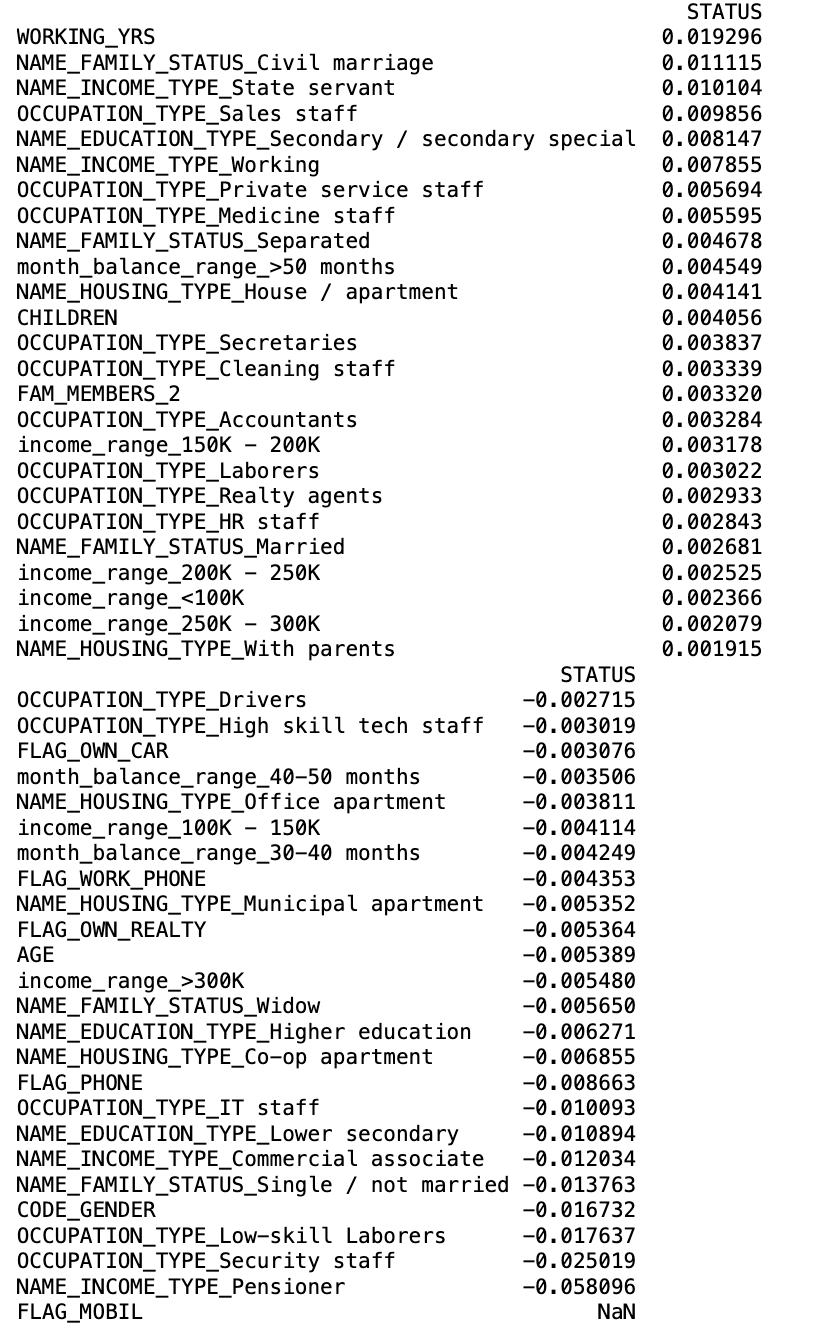 STATUS
WORKING_YRS 0.019296
NAME_FAMILY_STATUS_Civil marriage 0.011115
NAME_INCOME_TYPE_State servant 0.010104
OCCUPATION_TYPE_Sales staff 0.009856
NAME_EDUCATION_TYPE_Secondary / secondary special 0.008147
NAME_INCOME_TYPE_Working 0.007855
OCCUPATION_TYPE_Private service staff 0.005694
OCCUPATION_TYPE_Medicine staff 0.005595
NAME_FAMILY_STATUS_Separated 0.004678
month_balance_range_>50 months 0.004549
NAME_HOUSING_TYPE_House / apartment 0.004141
CHILDREN 0.004056
OCCUPATION_TYPE_Secretaries 0.003837
OCCUPATION_TYPE_Cleaning staff 0.003339
FAM_MEMBERS_2 0.003320
OCCUPATION_TYPE_Accountants 0.003284
income_range_150K - 200K 0.003178
OCCUPATION_TYPE_Laborers 0.003022
OCCUPATION_TYPE_Realty agents 0.002933
OCCUPATION_TYPE_HR staff 0.002843
NAME_FAMILY_STATUS_Married 0.002681
income_range_200K - 250K 0.002525
income_range_<100K 0.002366
income_range_250K - 300K 0.002079
NAME_HOUSING_TYPE_With parents 0.001915
STATUS
OCCUPATION_TYPE_Drivers -0.002715
OCCUPATION_TYPE_High skill tech staff -0.003019
FLAG_OWN_CAR -0.003076
month_balance_range_40-50 months -0.003506
NAME_HOUSING_TYPE_Office apartment -0.003811
income_range_100K - 150K -0.004114
month_balance_range_30-40 months -0.004249
FLAG_WORK_PHONE -0.004353
NAME_HOUSING_TYPE_Municipal apartment -0.005352
FLAG_OWN_REALTY -0.005364
AGE -0.005389
income_range_>300K -0.005480
NAME_FAMILY_STATUS_Widow -0.005650
NAME_EDUCATION_TYPE_Higher education -0.006271
NAME_HOUSING_TYPE_Co-op apartment -0.006855
FLAG_PHONE -0.008663
OCCUPATION_TYPE_IT staff -0.010093
NAME_EDUCATION_TYPE_Lower secondary -0.010894
NAME_INCOME_TYPE_Commercial associate -0.012034
NAME_FAMILY_STATUS_Single / not married -0.013763
CODE_GENDER -0.016732
OCCUPATION_TYPE_Low-skill Laborers -0.017637
OCCUPATION_TYPE_Security staff -0.025019
NAME_INCOME_TYPE_Pensioner -0.058096
FLAG_MOBIL NaN